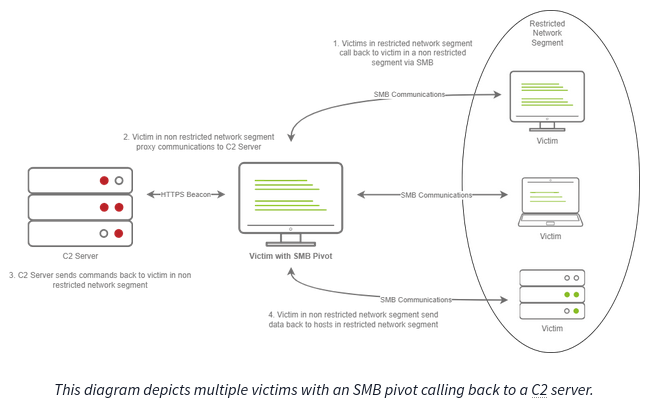 Restricted
Network
Segment
1. Victims in restricted network segment
call back to victim in a non restricted
segment via SMB
SMB Communications
Victim
2. Victim in non restricted network segment
proxy communications to C2 Server
HTTPS Beacon
SMB Communications
C2 Server
Victim with SMB Pivot
Victim
3. C2 Server sends commands back to victim in non
restricted network segment
SMB Communications
4. Victim in non restricted network segment send
data back to hosts in restricted network segment
Victim
This diagram depicts multiple victims with an SMB pivot calling back to a C2 server.